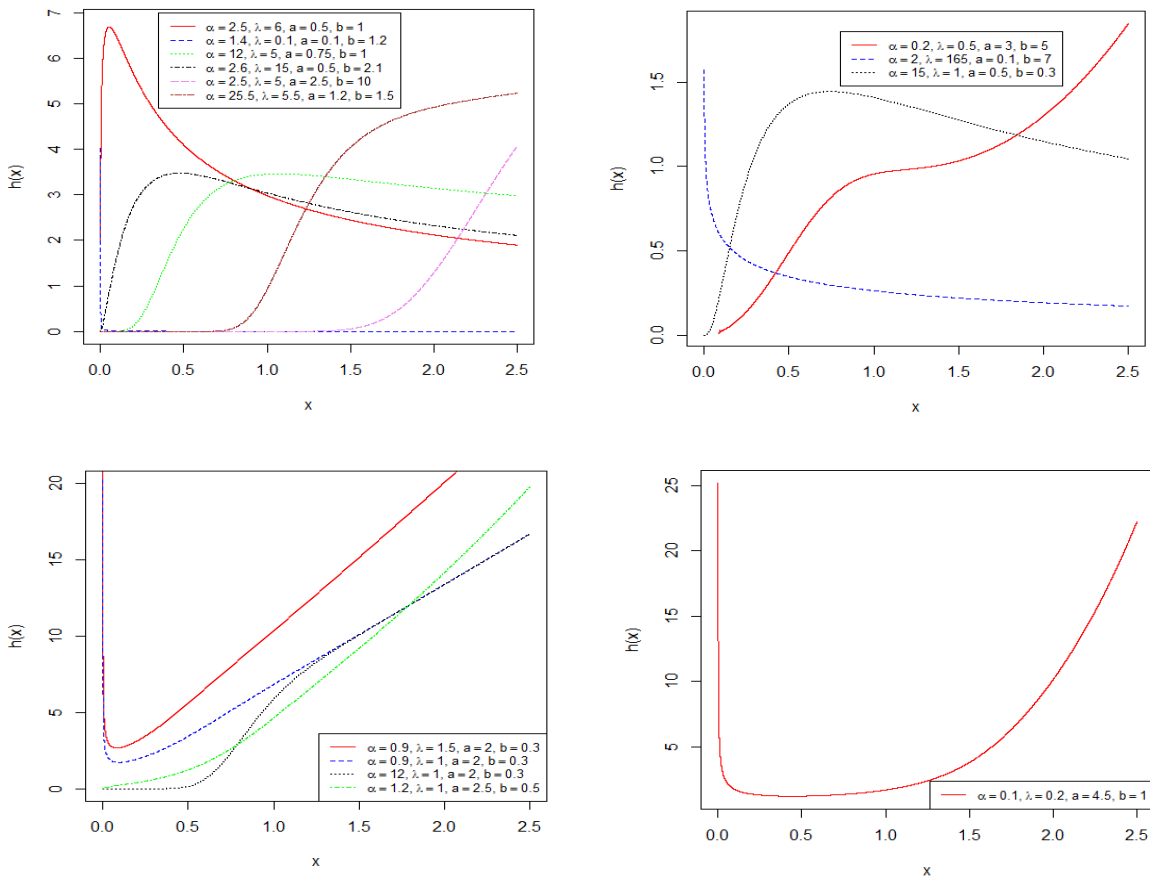 h(x)
7
6
5
4
3
2
1
0
α = 2.5, λ = 6, a = 0.5, b = 1
α = 1.4, λ = 0.1, a = 0.1, b = 1.2
α = 12, λ = 5, a = 0.75, b = 1
α = 2.6, λ = 15, a = 0.5, b = 2.1
α = 2.5, λ = 5, a = 2.5, b = 10
α = 25.5, λ = 5.5, a = 1.2, b = 1.5
0.0 0.5 1.0 1.5 2.0 2.5
x
h(x)
1.5
1.0
0.5
0.0
α = 0.2, λ = 0.5, a = 3, b = 5
α = 2, λ = 165, a = 0.1, b = 7
α = 15, λ = 1, a = 0.5, b = 0.3
0.0 0.5 1.0 1.5 2.0 2.5
x
h(x)
20
15
10
5
0
α = 0.9, λ = 1.5, a = 2, b = 0.3
α = 0.9, λ = 1, a = 2, b = 0.3
α = 12, λ = 1, a = 2, b = 0.3
α = 1.2, λ = 1, a = 2.5, b = 0.5
0.0 0.5 1.0 1.5 2.0 2.5
x
h(x)
25
20
15
10
5
α = 0.1, λ = 0.2, a = 4.5, b = 1
0.0 0.5 1.0 1.5 2.0 2.5
x